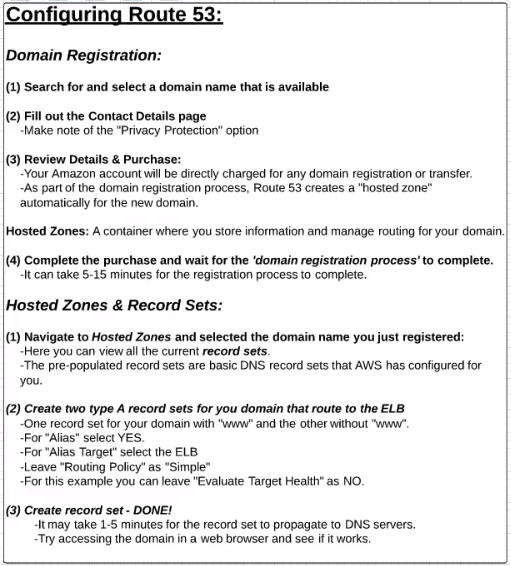 Configuring Route 53:
Domain Registration:
(1) Search for and select a domain name that is available
(2) Fill out the Contact Details page
-Make note of the "Privacy Protection" option
(3) Review Details & Purchase:
-Your Amazon account will be directly charged for any domain registration or transfer.
-As part of the domain registration process, Route 53 creates a "hosted zone"
automatically for the new domain.
Hosted Zones: A container where you store information and manage routing for your domain.
(4) Complete the purchase and wait for the 'domain registration process' to complete.
-It can take 5-15 minutes for the registration process to complete.
Hosted Zones & Record Sets:
(1) Navigate to Hosted Zones and selected the domain name you just registered:
-Here you can view all the current record sets.
-The pre-populated record sets are basic DNS record sets that AWS has configured for
you.
(2) Create two type A record sets for you domain that route to the ELB
-One record set for your domain with "www" and the other without "www".
-For "Alias" select YES.
-For "Alias Target" select the ELB
-Leave "Routing Policy" as "Simple"
-For this example you can leave "Evaluate Target Health" as NO.
(3) Create record set - DONE!
-It may take 1-5 minutes for the record set to propagate to DNS servers.
-Try accessing the domain in a web browser and see if it works.